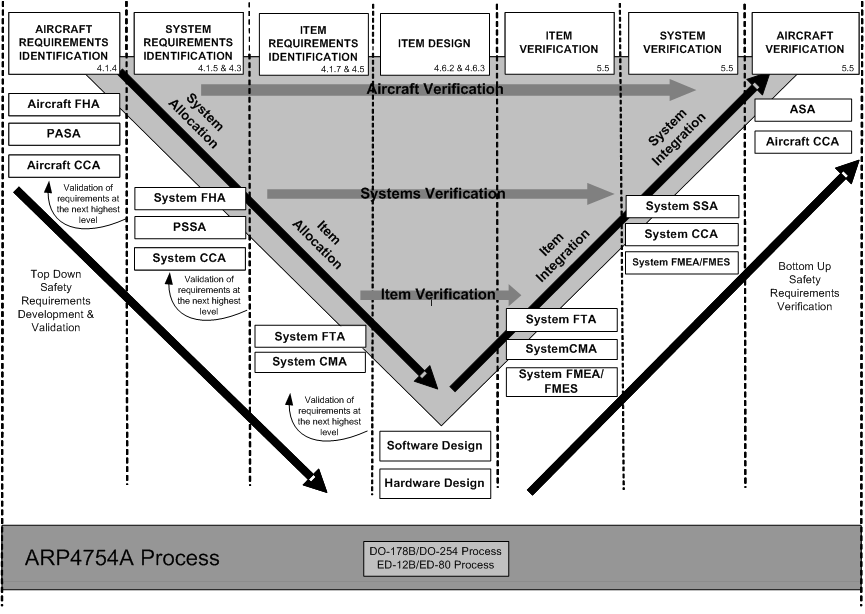 AIRCRAFT
REQUIREMENTS
IDENTIFICATION
4.1.4
SYSTEM
REQUIREMENTS
IDENTIFICATION
4.1.5 & 4.3
ITEM
REQUIREMENTS
IDENTIFICATION
4.1.7 & 4.5
ITEM DESIGN
4.6.2 & 4.6.3
ITEM
VERIFICATION
5.5
SYSTEM
VERIFICATION
5.5
AIRCRAFT
VERIFICATION
5.5
Aircraft FHA
PASA
Aircraft CCA
Validation of
requirements at
the next highest
level
Top Down
Safety
Requirements
Development &
Validation
System
Allocation
System FHA
PSSA
System CCA
Validation of
requirements at
the next highest
level
Item
Allocation
System FTA
System CMA
Validation of
requirements at
the next highest
level
Aircraft Verification
Systems Verification
Item Verification
Software Design
Hardware Design
Item
Integration
System FTA
SystemCMA
System FMEA/
FMES
System
Integration
System SSA
System CCA
System FMEA/FMES
ASA
Aircraft CCA
Bottom Up
Safety
Requirements
Verification
ARP4754A Process
DO-178B/DO-254 Process
ED-12B/ED-80 Process